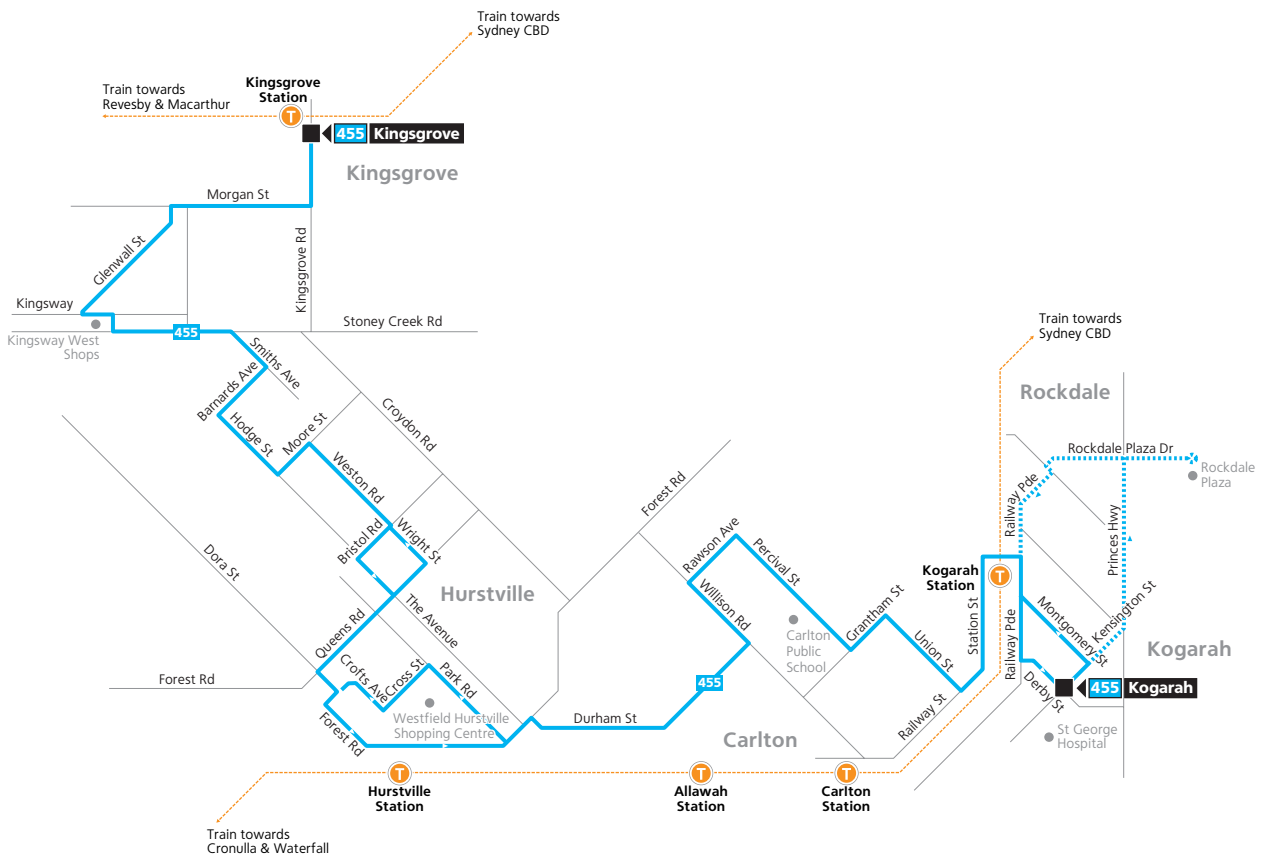 Train towards
Sydney CBD
Kingsgrove
Station
Train towards
Revesby & Macarthur
T
455 Kingsgrove
Kingsgrove
Morgan St
Glenwall St
Kingsgrove Rd
Kingsway
Stoney Creek Rd
455
Kingsway West
Shops
Smiths Ave
Barnards Ave
Hodge St
Moore St
Croydon Rd
Weston Rd
Bristol Rd
Wright St
Dora St
Hurstville
The Avenue
Queens Rd
Forest Rd
Crofts Ave
Cross St
Park Rd
Forest Rd
Westfield Hurstville
Shopping Centre
Durham St
455
Forest Rd
Rawson Ave
Willison Rd
Percival St
Carlton
Public
School
Grantham St
Union St
Railway St
Carlton
Train towards
Sydney CBD
Rockdale
Rockdale Plaza Dr
Rockdale
Plaza
Railway Pde
Princes Hwy
Kogarah
Station
T
Station St
Railway Pde
Montgomery St
Kensington St
Kogarah
Derby St
455 Kogarah
St George
Hospital
T
Hurstville
Station
T
Allawah
Station
T
Carlton
Station
Train towards
Cronulla & Waterfall